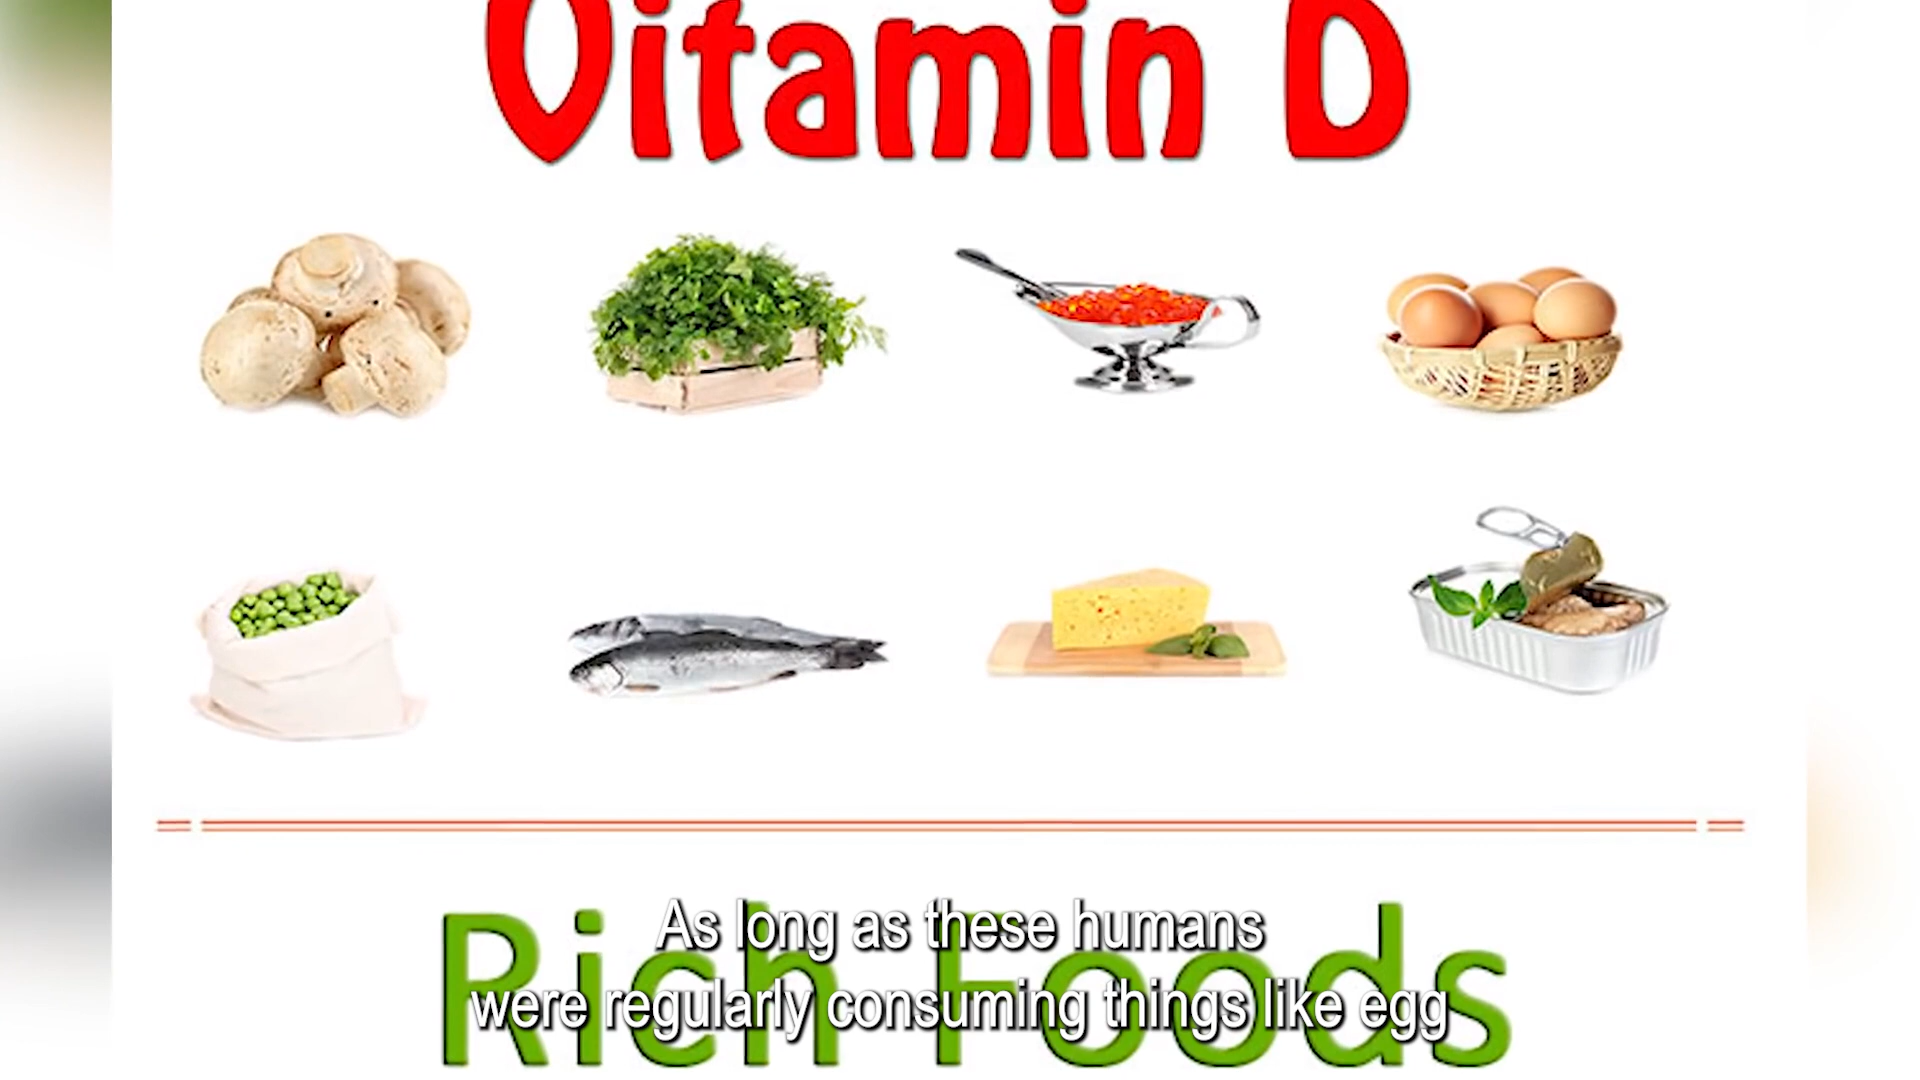 Vitamin D
Rich Foods
As long as these humans
were regularly consuming things like egg